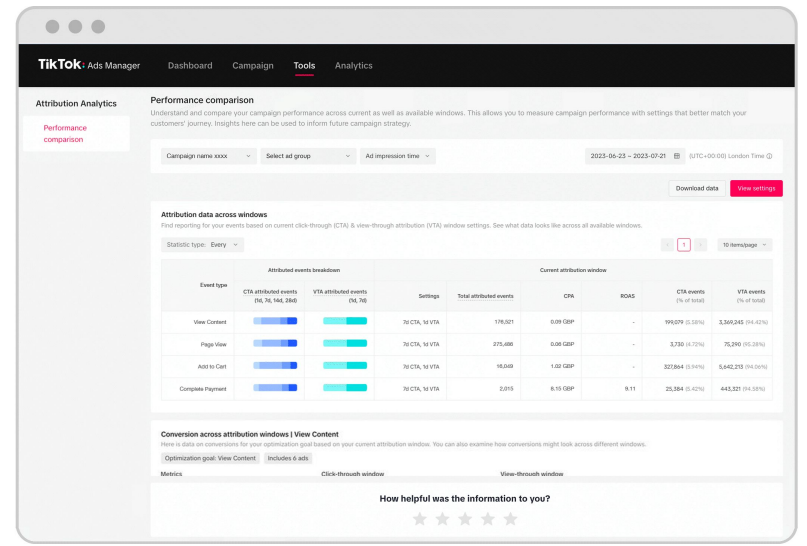 TikTok: Ads Manager Dashboard Campaign Tools Analytics
Attribution Analytics
Performance comparison
Performance comparison
Understand and compare your campaign performance across current as well as available windows. This allows you to measure campaign performance with settings that better match your
customers' journey. Insights here can be used to inform future campaign strategy.
Campaign name xxxx Select ad group Ad impression time 2023-06-23 ~ 2023-07-21 (UTC+00:00) London Time
Download data View settings
Attribution data across windows
Find reporting for your events based on current click-through (CTA) & view-through attribution (VTA) window settings. See what data looks like across all available windows.
Statistic type: Every 1 10 items/page
Attributed events breakdown Current attribution window
Event type CTA attributed events (1d, 7d, 14d, 28d) VTA attributed events (1d, 7d) Settings Total attributed events CPA ROAS CTA events (% of total) VTA events (% of total)
View Content 7d CTA, 1d VTA 178,521 0.09 GBP - 199,079 (5.58%) 3,369,245 (94.42%)
Page View 7d CTA, 1d VTA 275,486 0.06 GBP - 3,730 (4.72%) 75,290 (95.28%)
Add to Cart 7d CTA, 1d VTA 16,049 1.02 GBP - 327,864 (5.94%) 5,642,213 (94.06%)
Complete Payment 7d CTA, 1d VTA 2,015 8.15 GBP 9.11 25,384 (5.42%) 443,321 (94.58%)
Conversion across attribution windows | View Content
Here is data on conversions for your optimization goal based on your current attribution window. You can also examine how conversions might look across different windows.
Optimization goal: View Content Includes 6 ads
Metrics Click-through window View-through window
How helpful was the information to you?